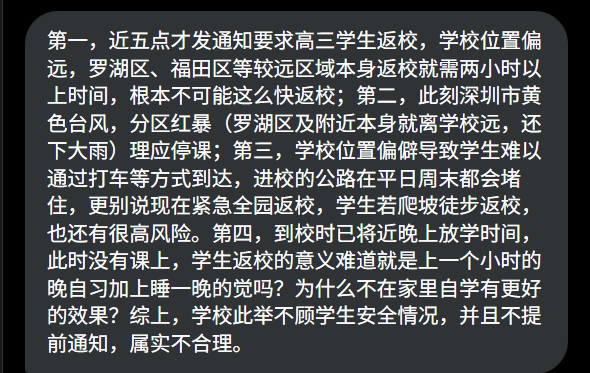 第一，近五点才发通知要求高三学生返校，学校位置偏
远，罗湖区、福田区等较远区域本身返校就需两小时以
上时间，根本不可能这么快返校；第二，此刻深圳市黄
色台风，分区红暴（罗湖区及附近本身就离学校远，还
下大雨）理应停课；第三，学校位置偏僻导致学生难以
通过打车等方式到达，进校的公路在平日周末都会堵
住，更别说现在紧急全园返校，学生若爬坡徒步返校，
也还有很高风险。第四，到校时已将近晚上放学时间，
此时没有课上，学生返校的意义难道就是上一个小时的
晚自习加上睡一晚的觉吗？为什么不在家里自学有更好
的效果？综上，学校此举不顾学生安全情况，并且不提
前通知，属实不合理。